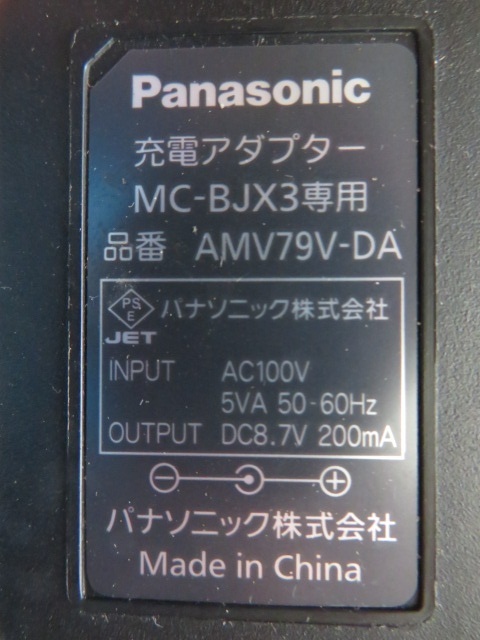 Panasonic
充電アダプター
MC-BJX3専用
品番 AMV79V-DA
PS
E
JET
パナソニック株式会社
INPUT AC100V
5VA 50-60Hz
OUTPUT DC8.7V 200mA
パナソニック株式会社
Made in China